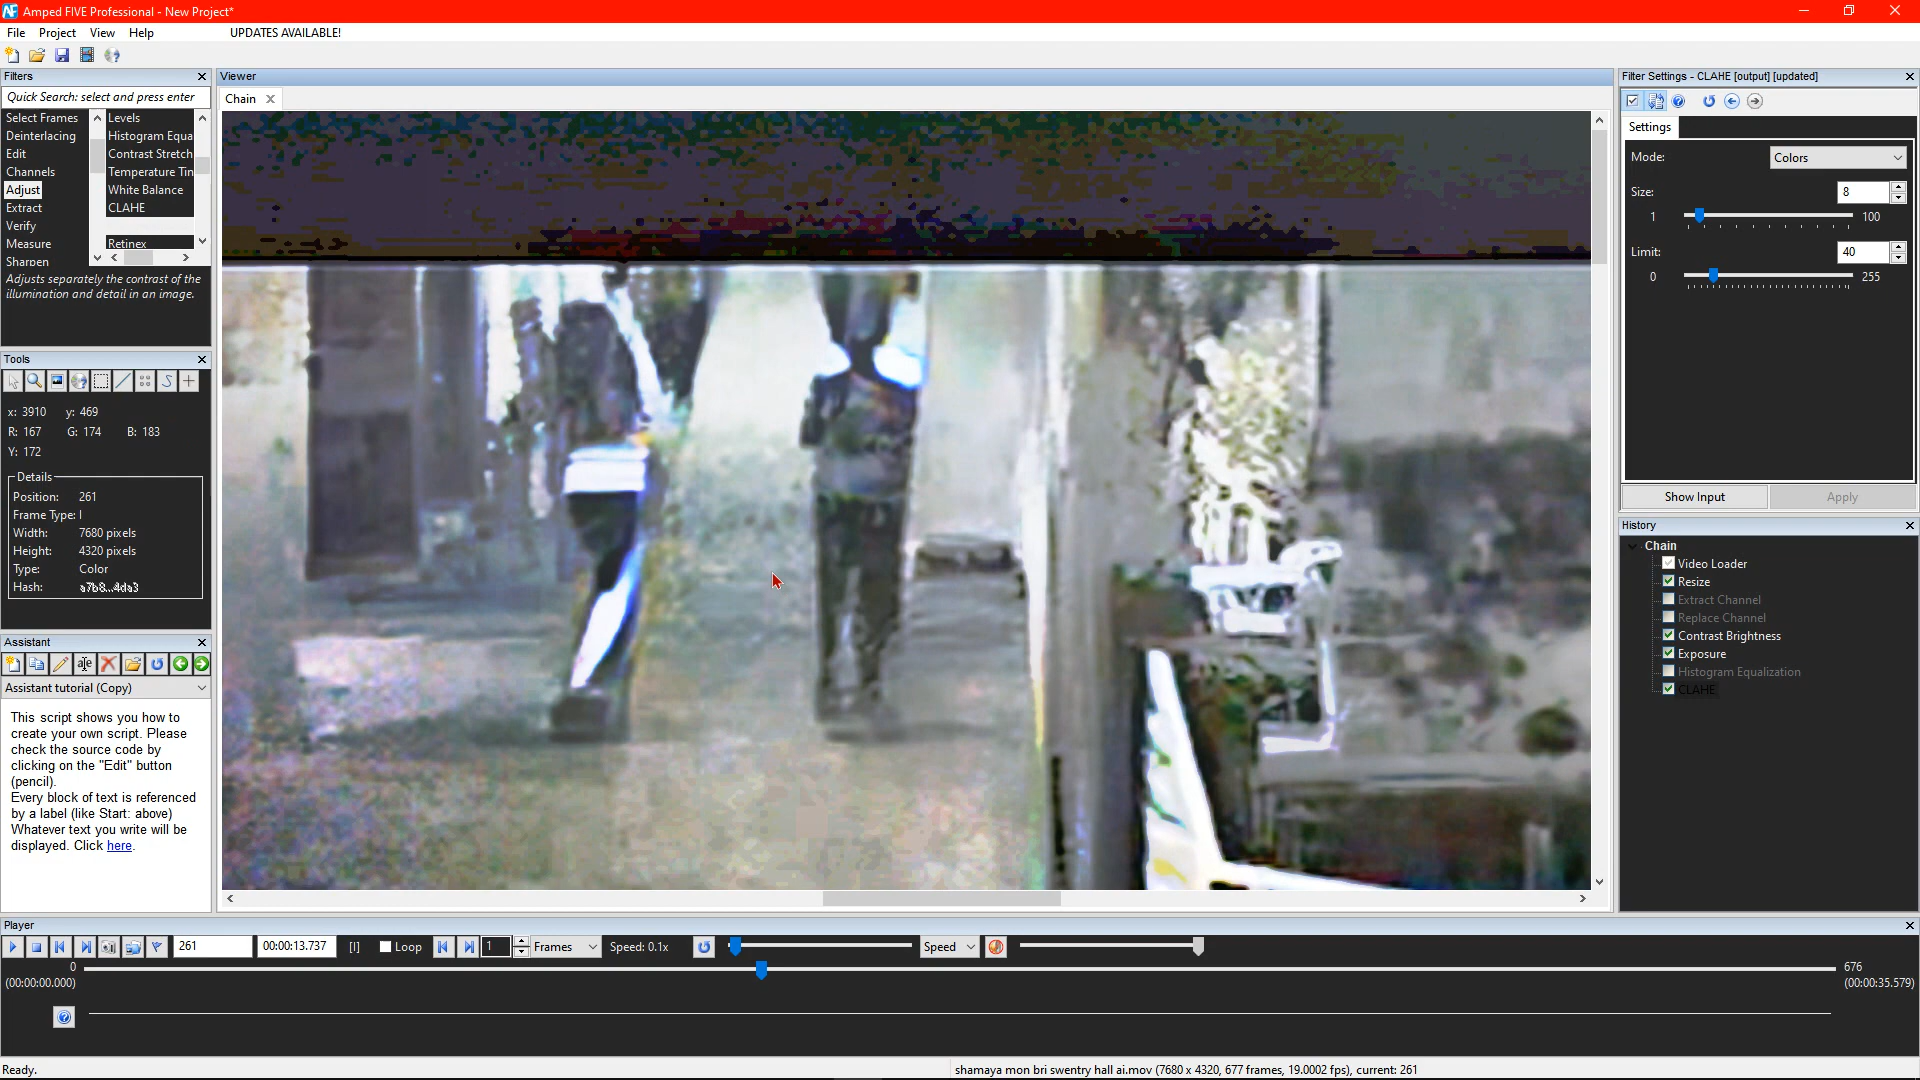 Amped FIVE Professional - New Project*
File Project View Help UPDATES AVAILABLE!
Filters
Quick Search: select and press enter
Select Frames
Deinterlacing
Edit
Channels
Adjust
Extract
Verify
Measure
Sharpen
Levels
Histogram Equa
Contrast Stretch
Temperature Tin
White Balance
CLAHE
Retinex
Adjusts separately the contrast of the
illumination and detail in an image.
Tools
x: 3910 y: 469
R: 167 G: 174 B: 183
Y: 172
Details
Position: 261
Frame Type: I
Width: 7680 pixels
Height: 4320 pixels
Type: Color
Hash: a7b8...4da3
Assistant
Assistant tutorial (Copy)
This script shows you how to
create your own script. Please
check the source code by
clicking on the "Edit" button
(pencil).
Every block of text is referenced
by a label (like Start: above)
Whatever text you write will be
displayed. Click here.
Viewer
Chain
Filter Settings - CLAHE [output] [updated]
Settings
Mode: Colors
Size: 8
1 100
Limit: 40
0 255
Show Input Apply
History
Chain
Video Loader
Resize
Extract Channel
Replace Channel
Contrast Brightness
Exposure
Histogram Equalization
CLAHE
Player
261 00:00:13.737 [I] Loop 1 Frames Speed: 0.1x Speed
0 676
(00:00:00.000) (00:00:35.579)
Ready. shamaya mon bri swentry hall ai.mov (7680 x 4320, 677 frames, 19.0002 fps), current: 261